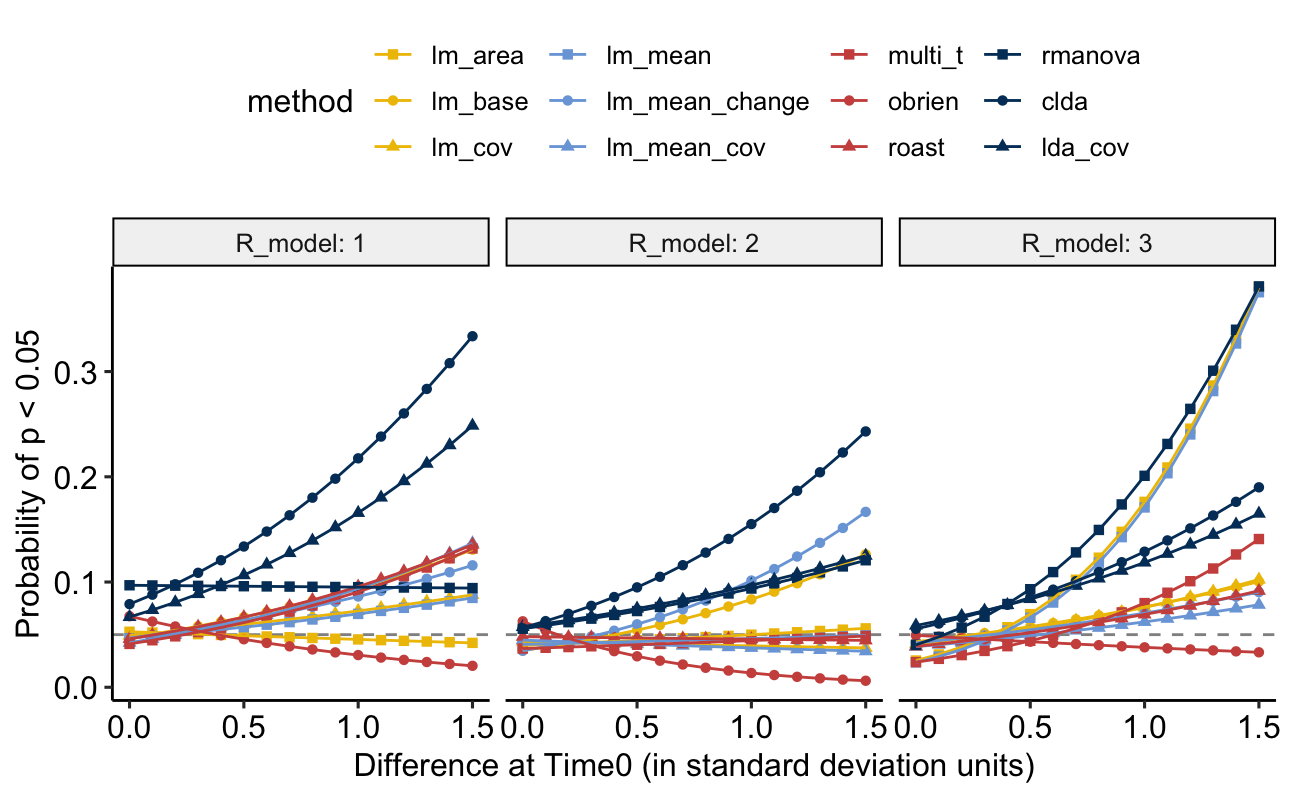 method
lm_area
lm_base
lm_cov
lm_mean
lm_mean_change
lm_mean_cov
multi_t
obrien
roast
rmanova
clda
lda_cov
R_model: 1
R_model: 2
R_model: 3
Probability of p < 0.05
0.3
0.2
0.1
0.0
0.0 0.5 1.0 1.5
0.0 0.5 1.0 1.5
0.0 0.5 1.0 1.5
Difference at Time0 (in standard deviation units)